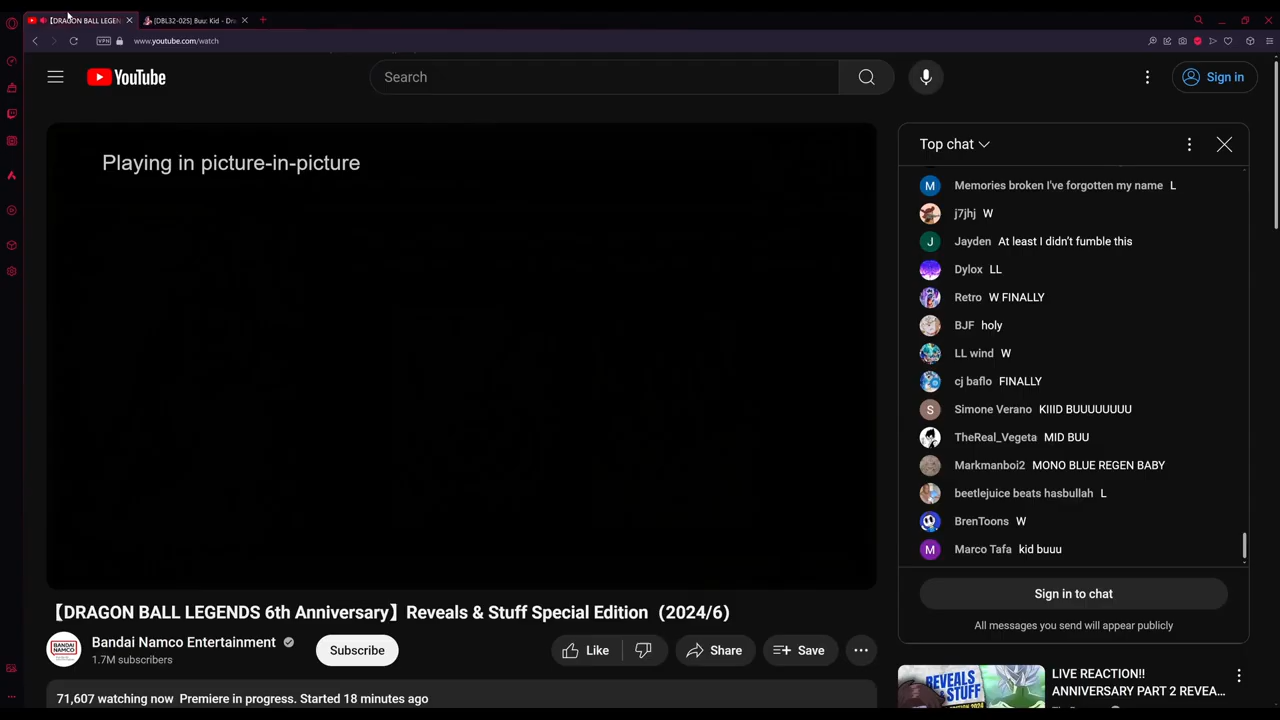 【DRAGON BALL LEGENDS
[DBL32-025] Buu: Kid - Dra
VPN
www.youtube.com/watch
YouTube
Search
Sign in
Playing in picture-in-picture
Top chat
M Memories broken I've forgotten my name L
j7jhj W
J Jayden At least I didn't fumble this
Dylox LL
Retro W FINALLY
BJF holy
LL wind W
cj baflo FINALLY
S Simone Verano KIIID BUUUUUUUU
TheReal_Vegeta MID BUU
Markmanboi2 MONO BLUE REGEN BABY
beetlejuice beats hasbullah L
BrenToons W
M Marco Tafa kid buuu
Sign in to chat
All messages you send will appear publicly
【DRAGON BALL LEGENDS 6th Anniversary】Reveals & Stuff Special Edition（2024/6）
Bandai Namco Entertainment
1.7M subscribers
Subscribe
Like
Share
Save
71,607 watching now Premiere in progress. Started 18 minutes ago
REVEALS
& STUFF
LIVE REACTION!!
ANNIVERSARY PART 2 REVEA...